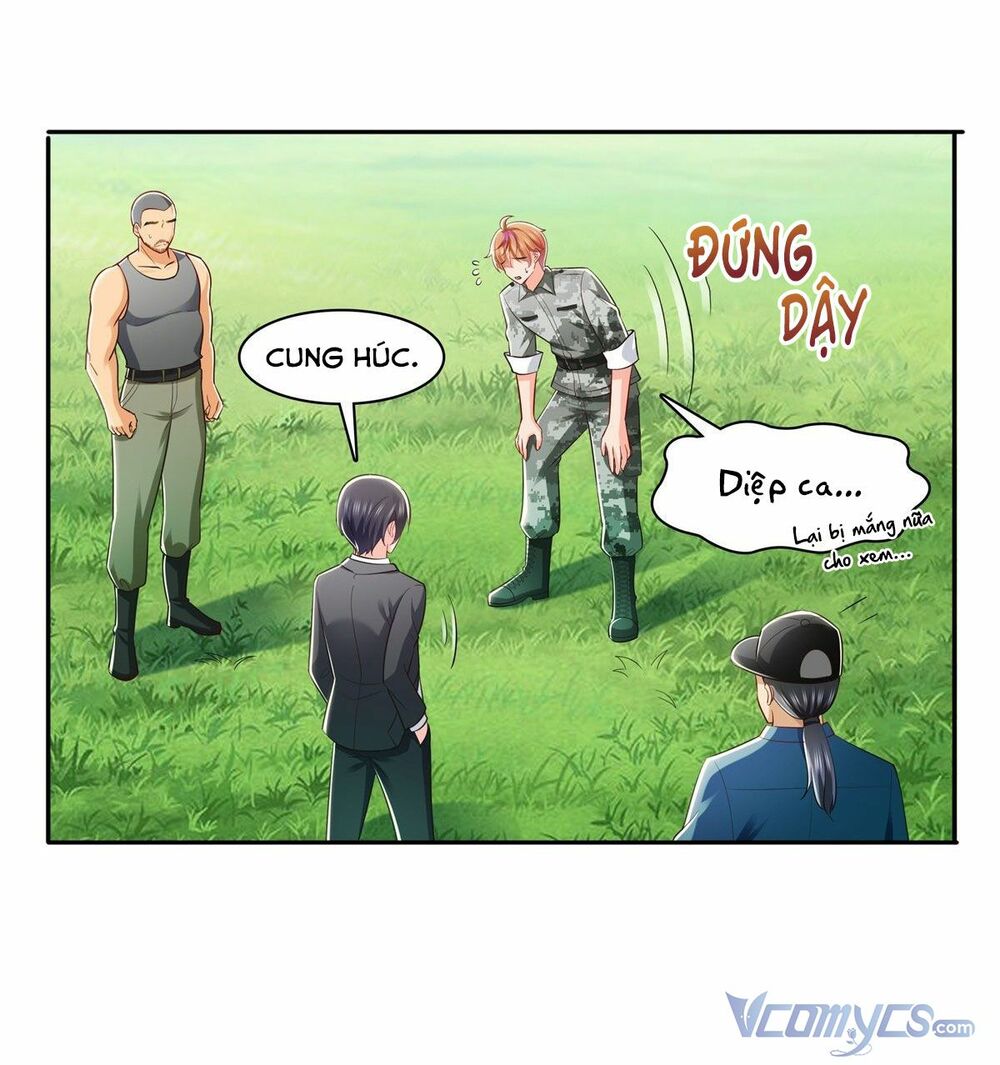 ĐỨNG
DẬY
CUNG HÚC.
Diệp ca...
Lại bị mắng nữa
cho xem...
Vcomycs.com